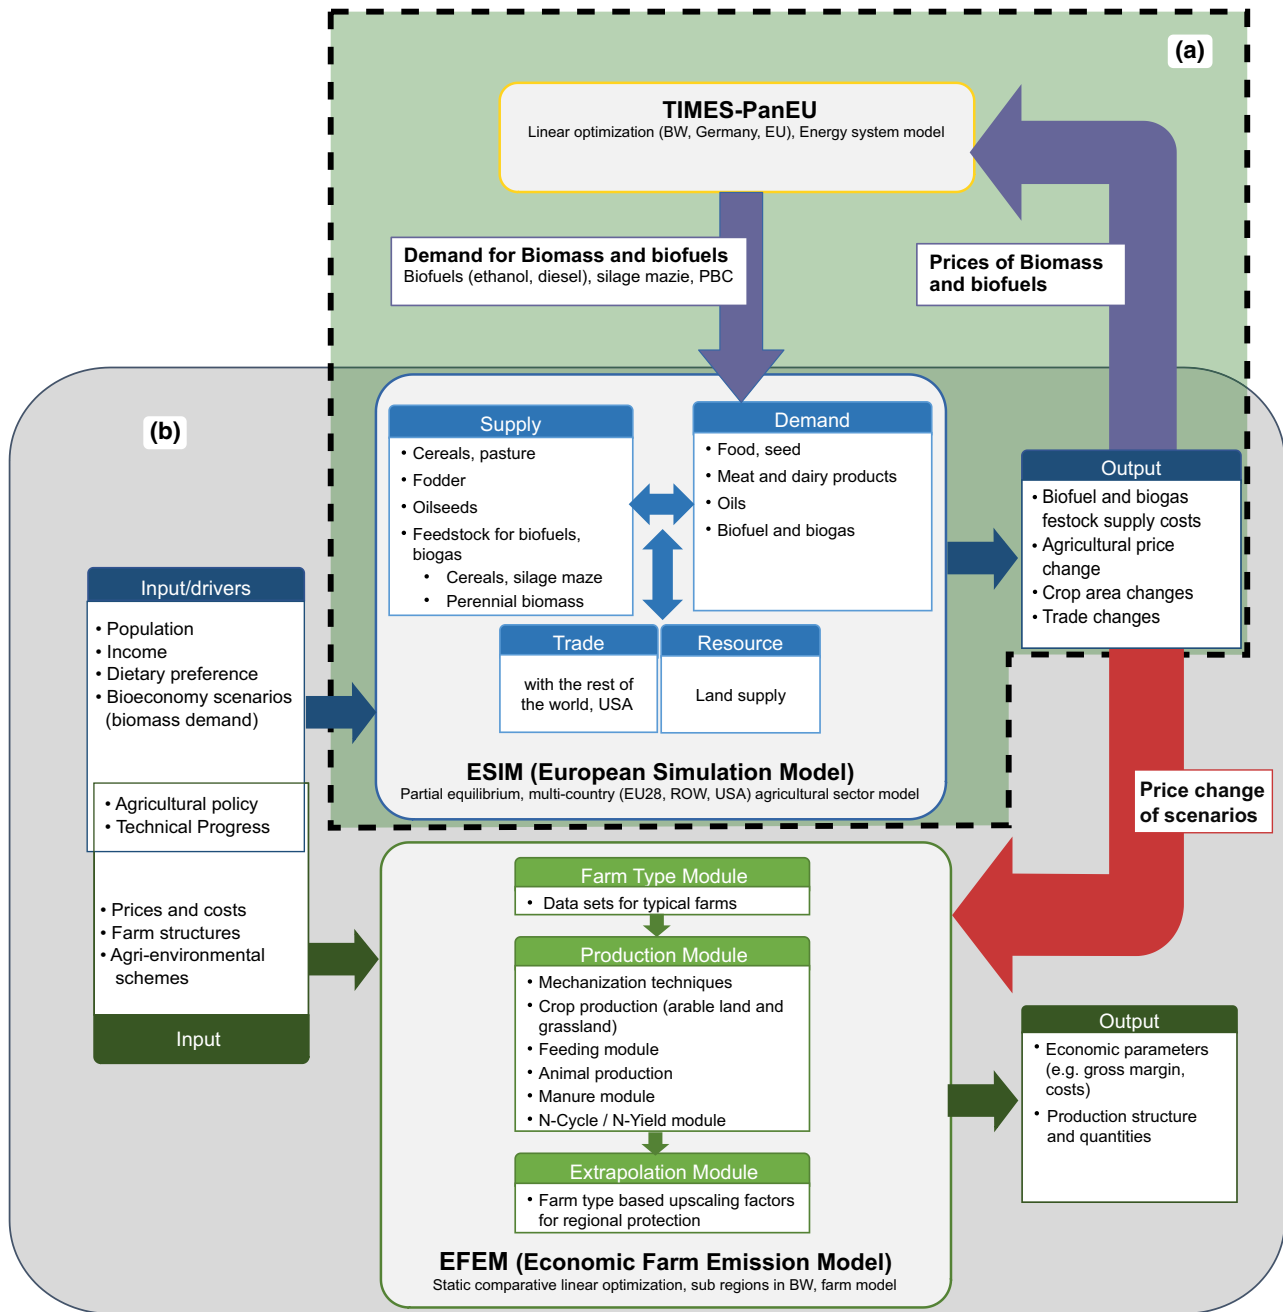 (a)
TIMES-PanEU
Linear optimization (BW, Germany, EU), Energy system model
Demand for Biomass and biofuels
Biofuels (ethanol, diesel), silage mazie, PBC
Prices of Biomass
and biofuels
(b)
Supply
• Cereals, pasture
• Fodder
• Oilseeds
• Feedstock for biofuels,
biogas
• Cereals, silage maze
• Perennial biomass
Demand
• Food, seed
• Meat and dairy products
• Oils
• Biofuel and biogas
Trade
with the rest of
the world, USA
Resource
Land supply
ESIM (European Simulation Model)
Partial equilibrium, multi-country (EU28, ROW, USA) agricultural sector model
Output
• Biofuel and biogas
festock supply costs
• Agricultural price
change
• Crop area changes
• Trade changes
Input/drivers
• Population
• Income
• Dietary preference
• Bioeconomy scenarios
(biomass demand)
• Agricultural policy
• Technical Progress
• Prices and costs
• Farm structures
• Agri-environmental
schemes
Input
Price change
of scenarios
Farm Type Module
• Data sets for typical farms
Production Module
• Mechanization techniques
• Crop production (arable land and
grassland)
• Feeding module
• Animal production
• Manure module
• N-Cycle / N-Yield module
Extrapolation Module
• Farm type based upscaling factors
for regional protection
EFEM (Economic Farm Emission Model)
Static comparative linear optimization, sub regions in BW, farm model
Output
• Economic parameters
(e.g. gross margin,
costs)
• Production structure
and quantities